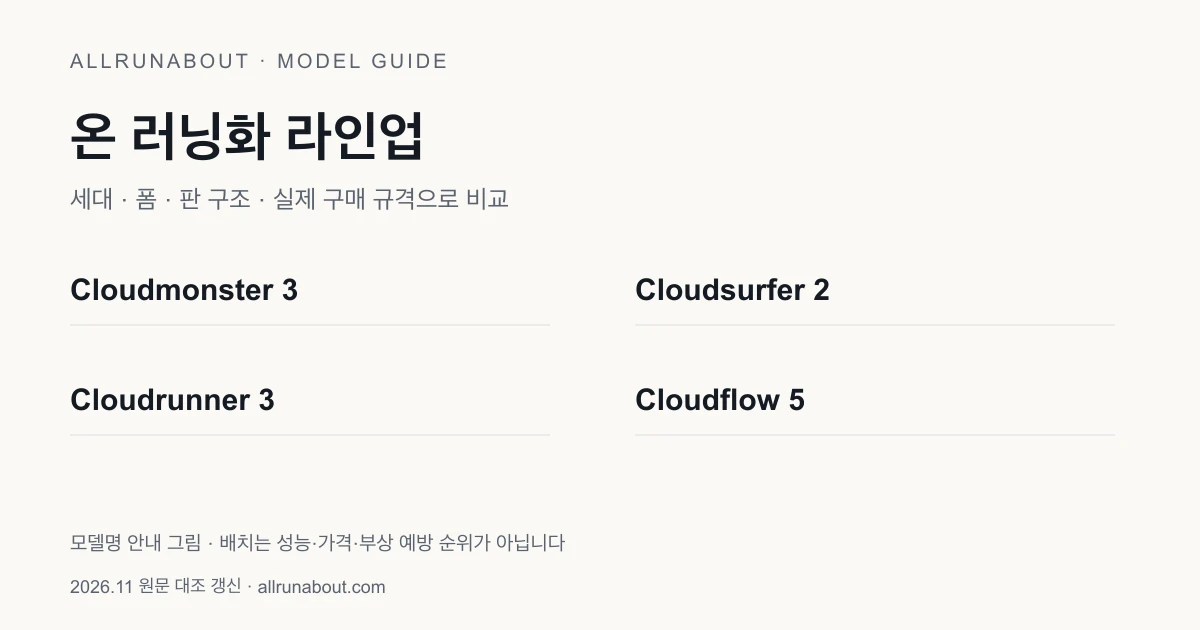 ALLRUNABOUT · MODEL GUIDE
온 러닝화 라인업
세대 · 폼 · 판 구조 · 실제 구매 규격으로 비교
Cloudmonster 3
Cloudsurfer 2
Cloudrunner 3
Cloudflow 5
모델명 안내 그림 · 배치는 성능·가격·부상 예방 순위가 아닙니다
2026.11 원문 대조 갱신 · allrunabout.com